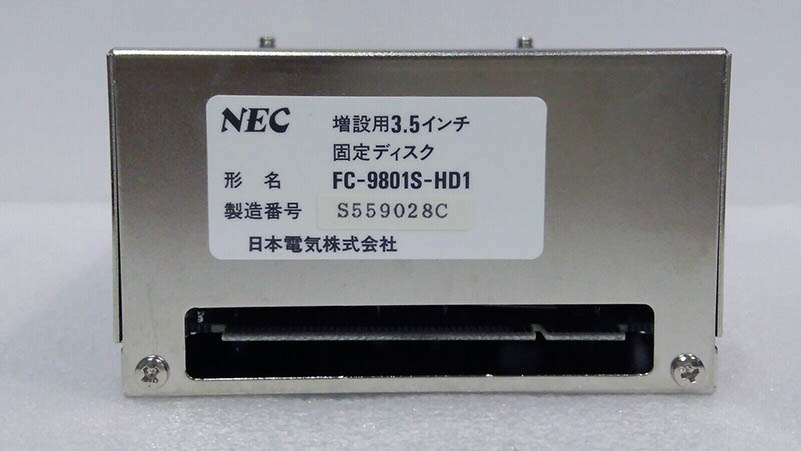 NEC 増設用3.5インチ
固定ディスク
形 名 FC-9801S-HD1
製造番号 S559028C
日本電気株式会社